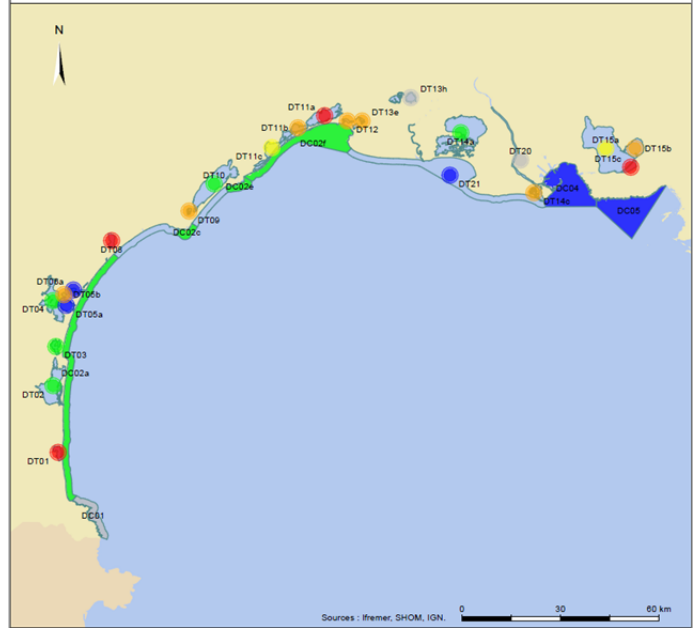 N
DT13h
DT11a
DT13e
DT11b
DT12
DC02f
DT14a
DT20
DT15a
DT15b
DT11c
DT15c
DT10
DC02e
DT21
DC04
DT14c
DC05
DT09
DC02c
DT08
DT06a
DT05b
DT04
DT05a
DT03
DC02a
DT02
DT01
DC01
Sources : Ifremer, SHOM, IGN.
0 30 60 km